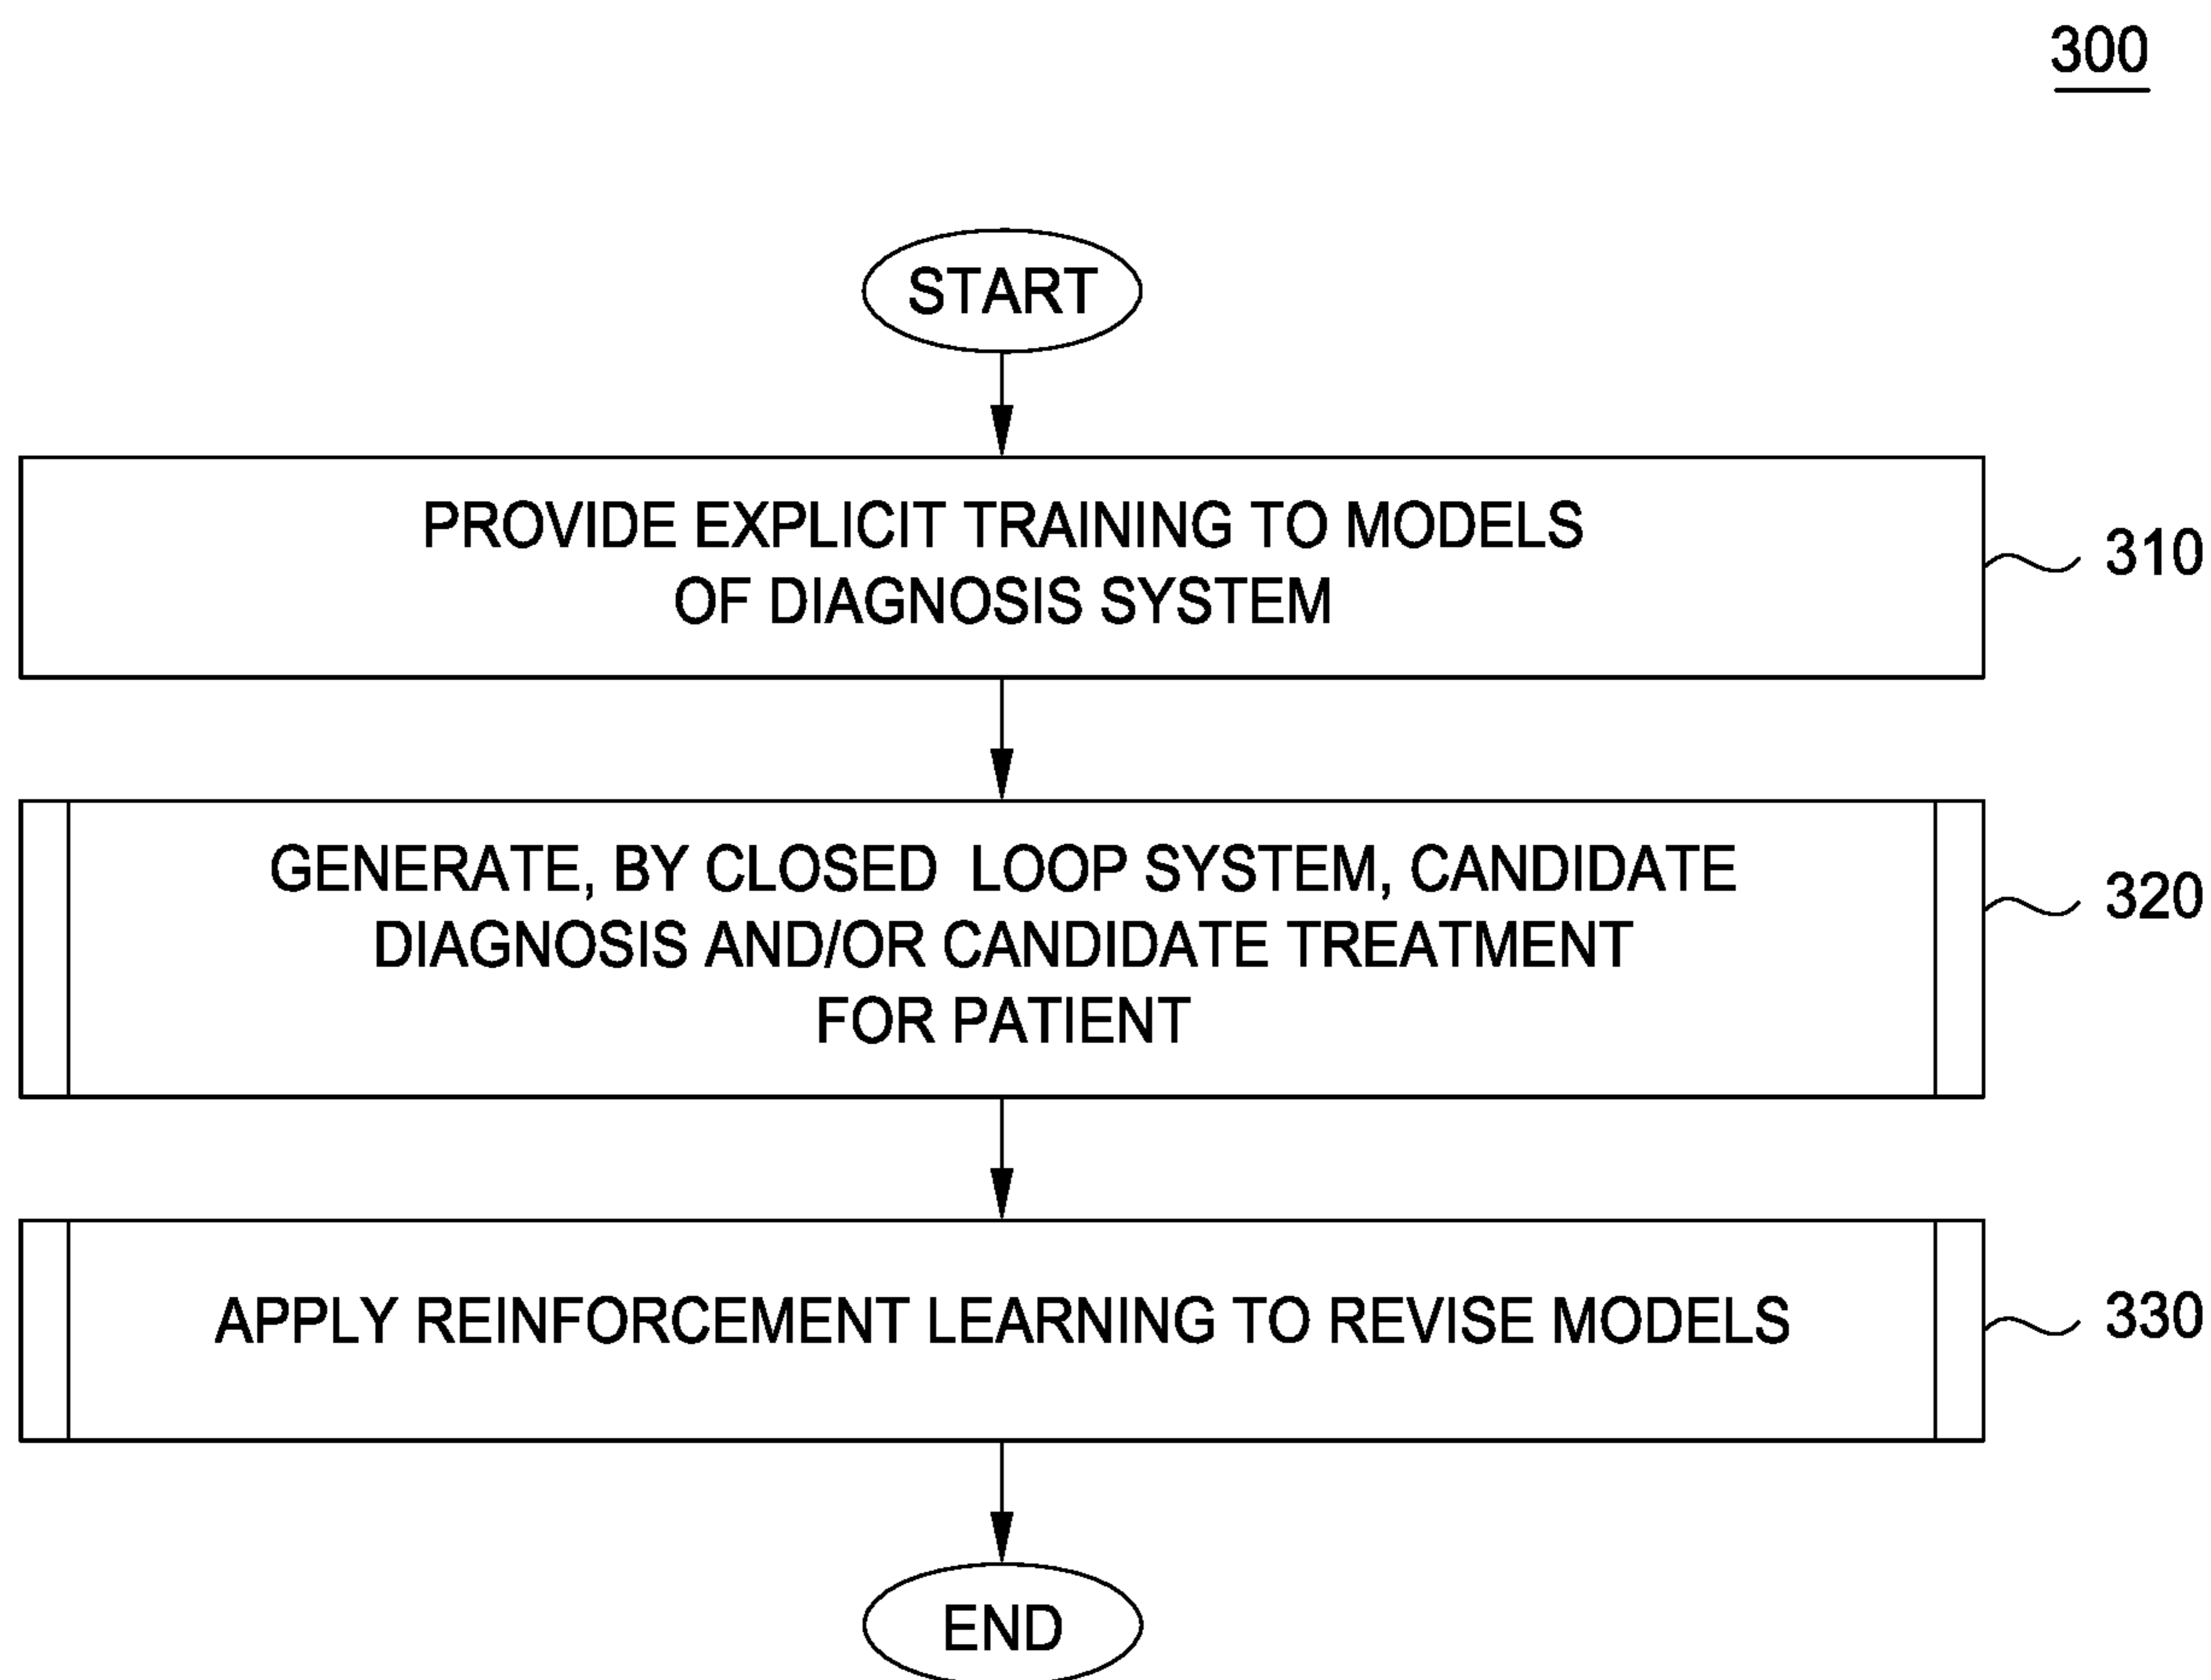 300
START
PROVIDE EXPLICIT TRAINING TO MODELS
OF DIAGNOSIS SYSTEM
310
GENERATE, BY CLOSED LOOP SYSTEM, CANDIDATE
DIAGNOSIS AND/OR CANDIDATE TREATMENT
FOR PATIENT
320
APPLY REINFORCEMENT LEARNING TO REVISE MODELS
330
END